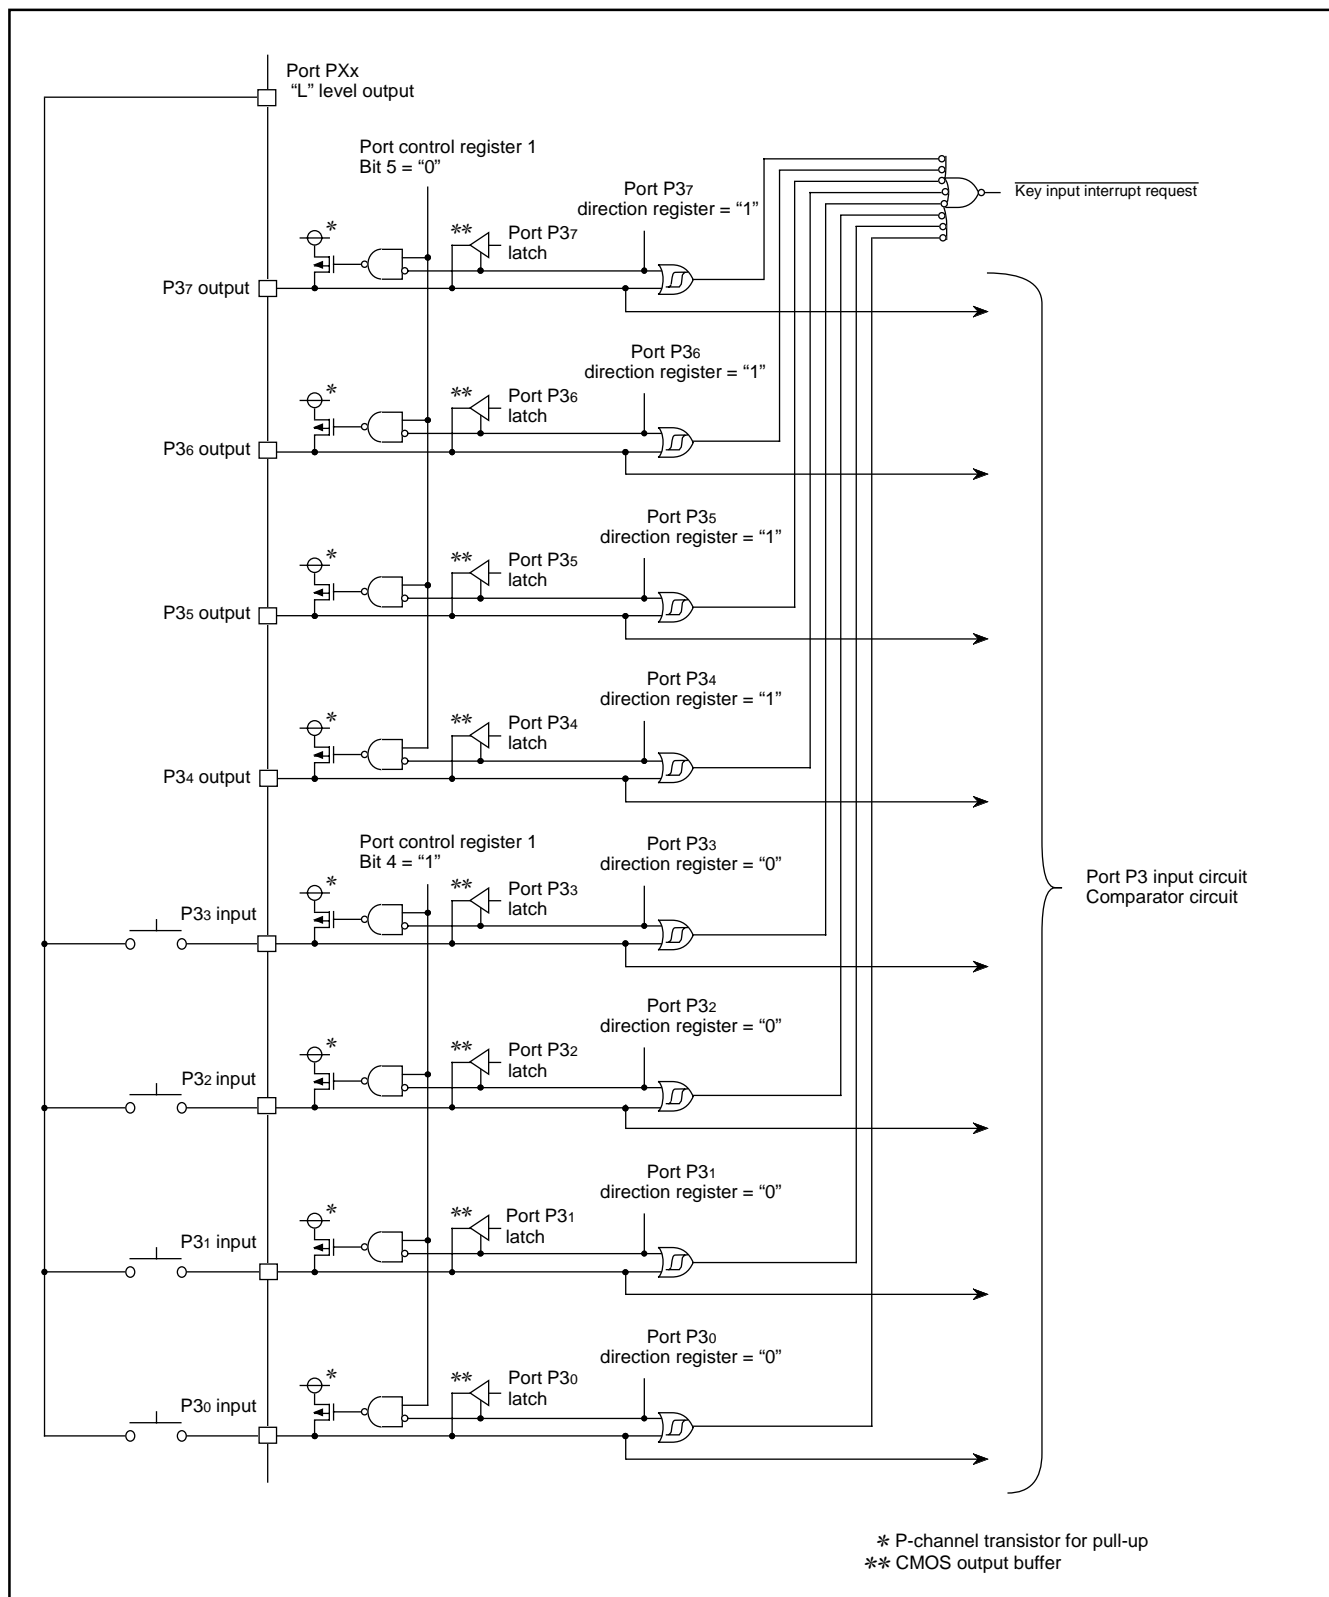 Port PXx
“L” level output
Port control register 1
Bit 5 = “0”
Port P37
direction register = “1”
Key input interrupt request
*
**
Port P37
latch
P37 output
Port P36
direction register = “1”
*
**
Port P36
latch
P36 output
Port P35
direction register = “1”
*
**
Port P35
latch
P35 output
Port P34
direction register = “1”
*
**
Port P34
latch
P34 output
Port control register 1
Bit 4 = “1”
Port P33
direction register = “0”
*
**
Port P33
latch
P33 input
Port P3 input circuit
Comparator circuit
Port P32
direction register = “0”
*
**
Port P32
latch
P32 input
Port P31
direction register = “0”
*
**
Port P31
latch
P31 input
Port P30
direction register = “0”
*
**
Port P30
latch
P30 input
* P-channel transistor for pull-up
** CMOS output buffer